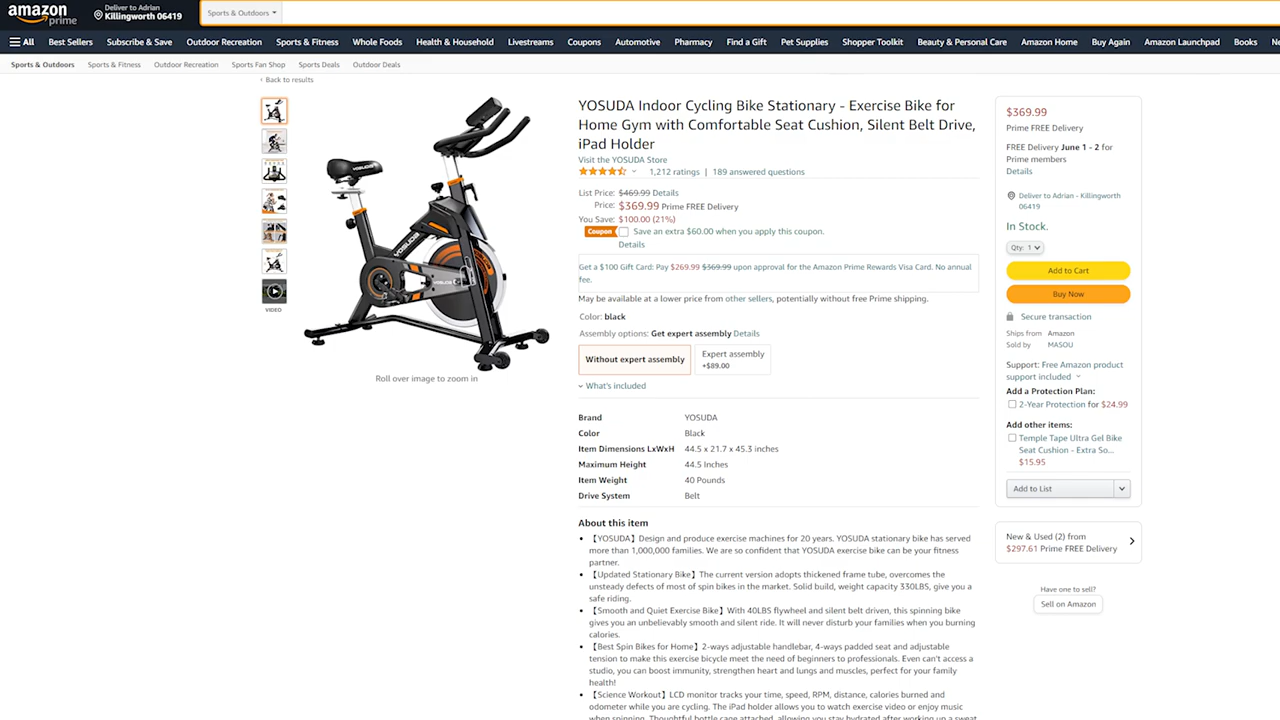 amazon prime
Deliver to Adrian
Killingworth 06419
Sports & Outdoors
All Best Sellers Subscribe & Save Outdoor Recreation Sports & Fitness Whole Foods Health & Household Livestreams Coupons Automotive Pharmacy Find a Gift Pet Supplies Shopper Toolkit Beauty & Personal Care Amazon Home Buy Again Amazon Launchpad Books
Sports & Outdoors Sports & Fitness Outdoor Recreation Sports Fan Shop Sports Deals Outdoor Deals
‹ Back to results
VIDEO
YOSUDA
YOSUDA
YOSUDA
Roll over image to zoom in
YOSUDA Indoor Cycling Bike Stationary - Exercise Bike for
Home Gym with Comfortable Seat Cushion, Silent Belt Drive,
iPad Holder
Visit the YOSUDA Store
1,212 ratings | 189 answered questions
List Price: $469.99 Details
Price: $369.99 Prime FREE Delivery
You Save: $100.00 (21%)
Coupon Save an extra $60.00 when you apply this coupon.
Details
Get a $100 Gift Card: Pay $269.99 $369.99 upon approval for the Amazon Prime Rewards Visa Card. No annual
fee.
May be available at a lower price from other sellers, potentially without free Prime shipping.
Color: black
Assembly options: Get expert assembly Details
Without expert assembly
Expert assembly
+$89.00
What's included
Brand YOSUDA
Color Black
Item Dimensions LxWxH 44.5 x 21.7 x 45.3 inches
Maximum Height 44.5 Inches
Item Weight 40 Pounds
Drive System Belt
About this item
• 【YOSUDA】Design and produce exercise machines for 20 years. YOSUDA stationary bike has served
more than 1,000,000 families. We are so confident that YOSUDA exercise bike can be your fitness
partner.
• 【Updated Stationary Bike】The current version adopts thickened frame tube, overcomes the
unsteady defects of most of spin bikes in the market. Solid build, weight capacity 330LBS, give you a
safe riding.
• 【Smooth and Quiet Exercise Bike】With 40LBS flywheel and silent belt driven, this spinning bike
gives you an unbelievably smooth and silent ride. It will never disturb your families when you burning
calories.
• 【Best Spin Bikes for Home】2-ways adjustable handlebar, 4-ways padded seat and adjustable
tension to make this exercise bicycle meet the need of beginners to professionals. Even can't access a
studio, you can boost immunity, strengthen heart and lungs and muscles, perfect for your family
health!
• 【Science Workout】LCD monitor tracks your time, speed, RPM, distance, calories burned and
odometer while you are cycling. The iPad holder allows you to watch exercise video or enjoy music
when spinning. Thoughtful bottle cage attached, allowing you stay hydrated after working up a sweat
$369.99
Prime FREE Delivery
FREE Delivery June 1 - 2 for
Prime members
Details
Deliver to Adrian - Killingworth
06419
In Stock.
Qty: 1
Add to Cart
Buy Now
Secure transaction
Ships from Amazon
Sold by MASOU
Support: Free Amazon product
support included
Add a Protection Plan:
2-Year Protection for $24.99
Add other items:
Temple Tape Ultra Gel Bike
Seat Cushion - Extra So...
$15.95
Add to List
New & Used (2) from
$297.61 Prime FREE Delivery
Have one to sell?
Sell on Amazon